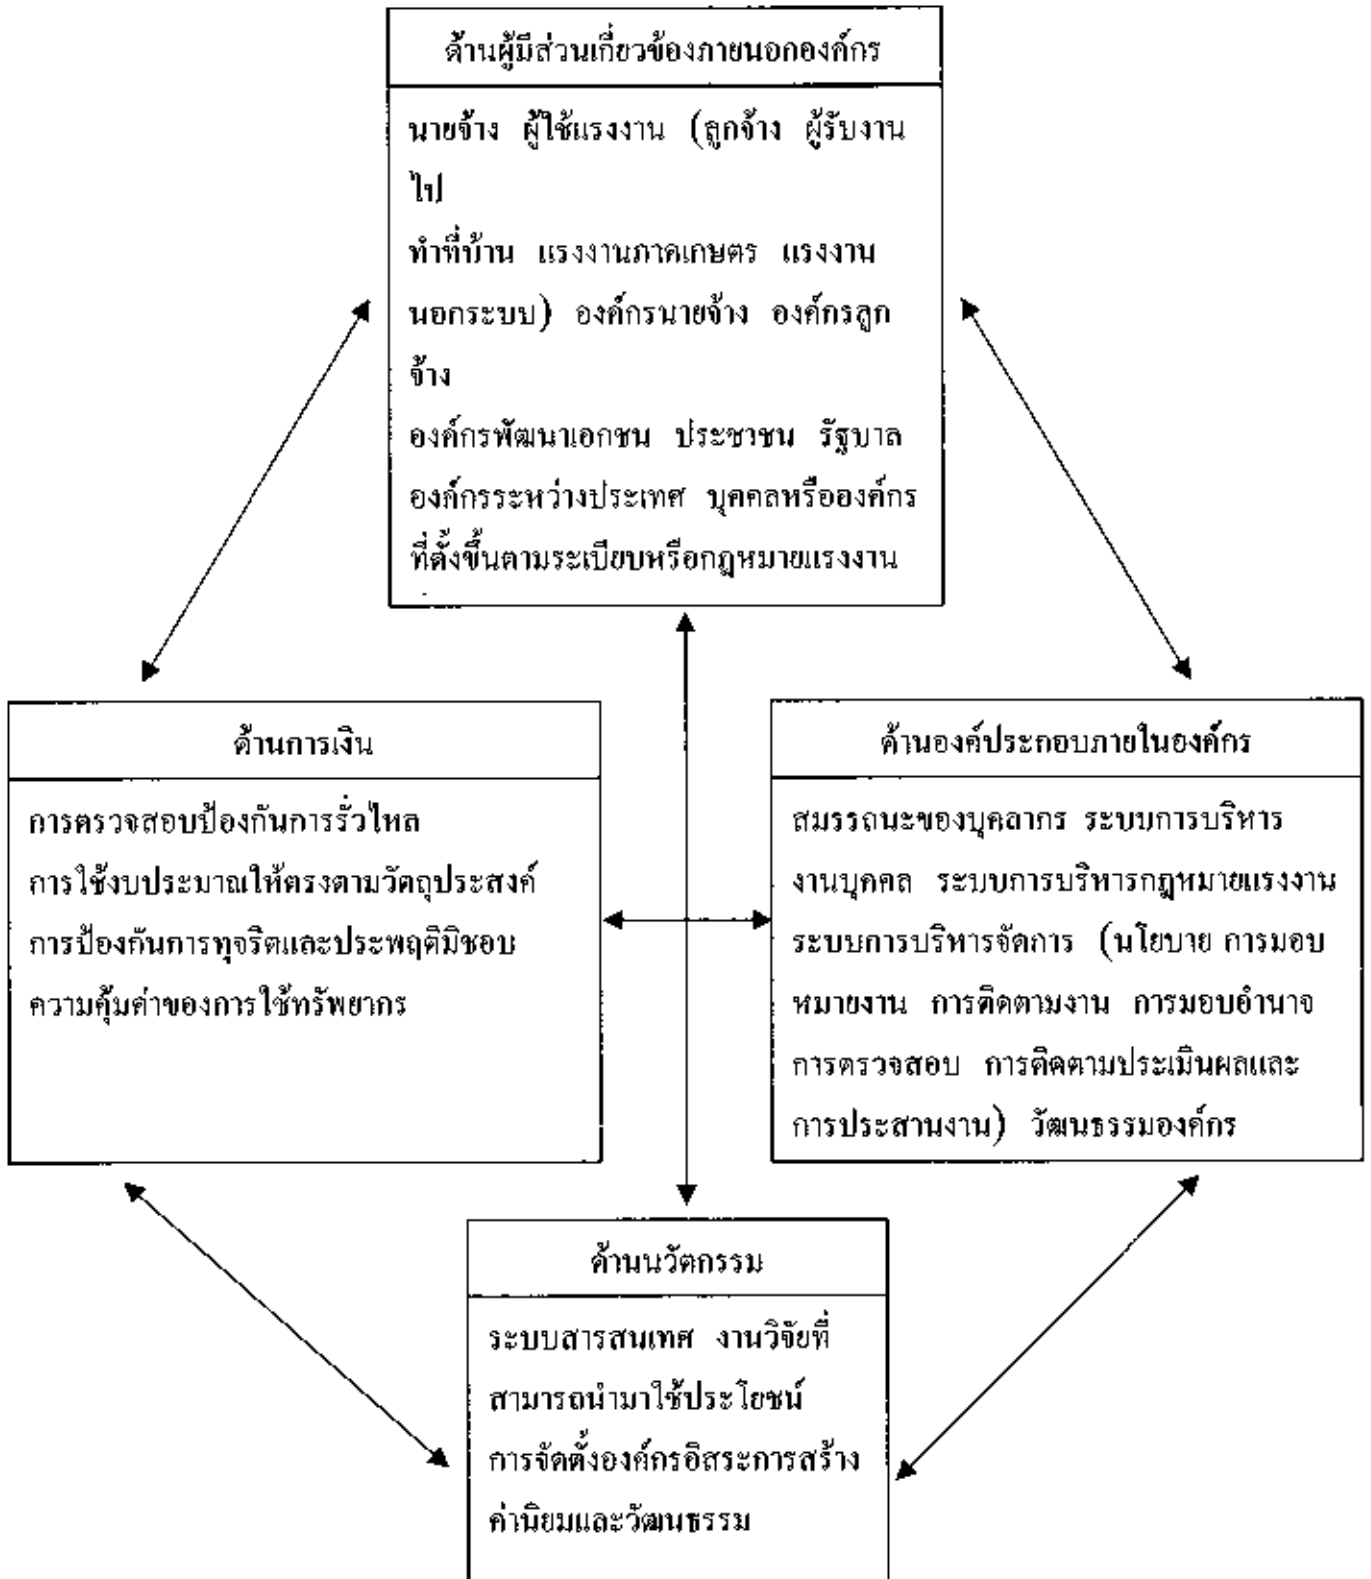 ด้านผู้มีส่วนเกี่ยวข้องภายนอกองค์กร
นายจ้าง ผู้ใช้แรงงาน (ลูกจ้าง ผู้รับงาน
ไป
ทำที่บ้าน แรงงานภาคเกษตร แรงงาน
นอกระบบ) องค์กรนายจ้าง องค์กรลูก
จ้าง
องค์กรพัฒนาเอกชน ประชาชน รัฐบาล
องค์กรระหว่างประเทศ บุคคลหรือองค์กร
ที่ตั้งขึ้นตามระเบียบหรือกฎหมายแรงงาน
ด้านการเงิน
การตรวจสอบป้องกันการรั่วไหล
การใช้งบประมาณให้ตรงตามวัตถุประสงค์
การป้องกันการทุจริตและประพฤติมิชอบ
ความคุ้มค่าของการใช้ทรัพยากร
ด้านองค์ประกอบภายในองค์กร
สมรรถนะของบุคลากร ระบบการบริหาร
งานบุคคล ระบบการบริหารกฎหมายแรงงาน
ระบบการบริหารจัดการ (นโยบาย การมอบ
หมายงาน การติดตามงาน การมอบอำนาจ
การตรวจสอบ การติดตามประเมินผลและ
การประสานงาน) วัฒนธรรมองค์กร
ด้านนวัตกรรม
ระบบสารสนเทศ งานวิจัยที่
สามารถนำมาใช้ประโยชน์
การจัดตั้งองค์กรอิสระการสร้าง
ค่านิยมและวัฒนธรรม